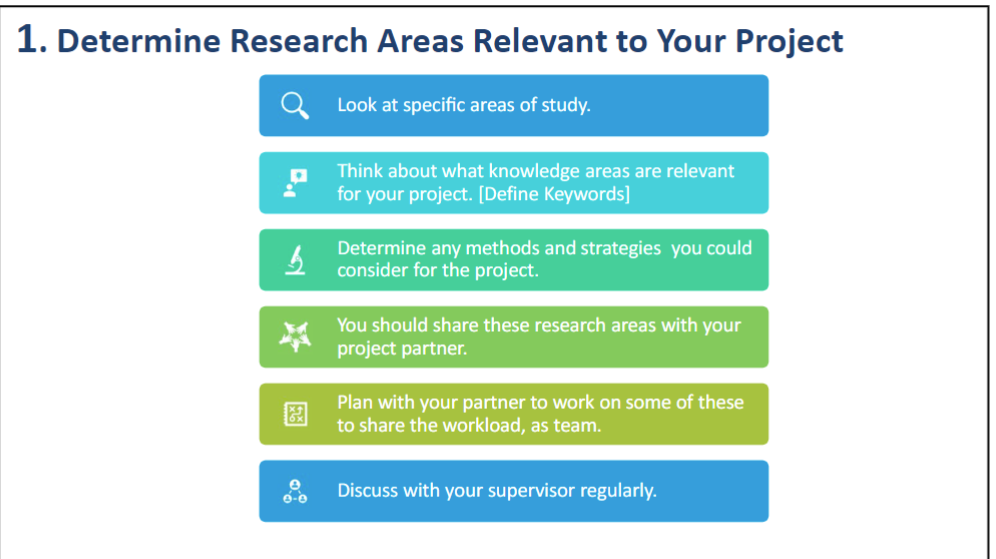 1. Determine Research Areas Relevant to Your Project
Look at specific areas of study.
Think about what knowledge areas are relevant
for your project. [Define Keywords]
Determine any methods and strategies  you could
consider for the project.
You should share these research areas with your
project partner.
Plan with your partner to work on some of these
to share the workload, as team.
Discuss with your supervisor regularly.